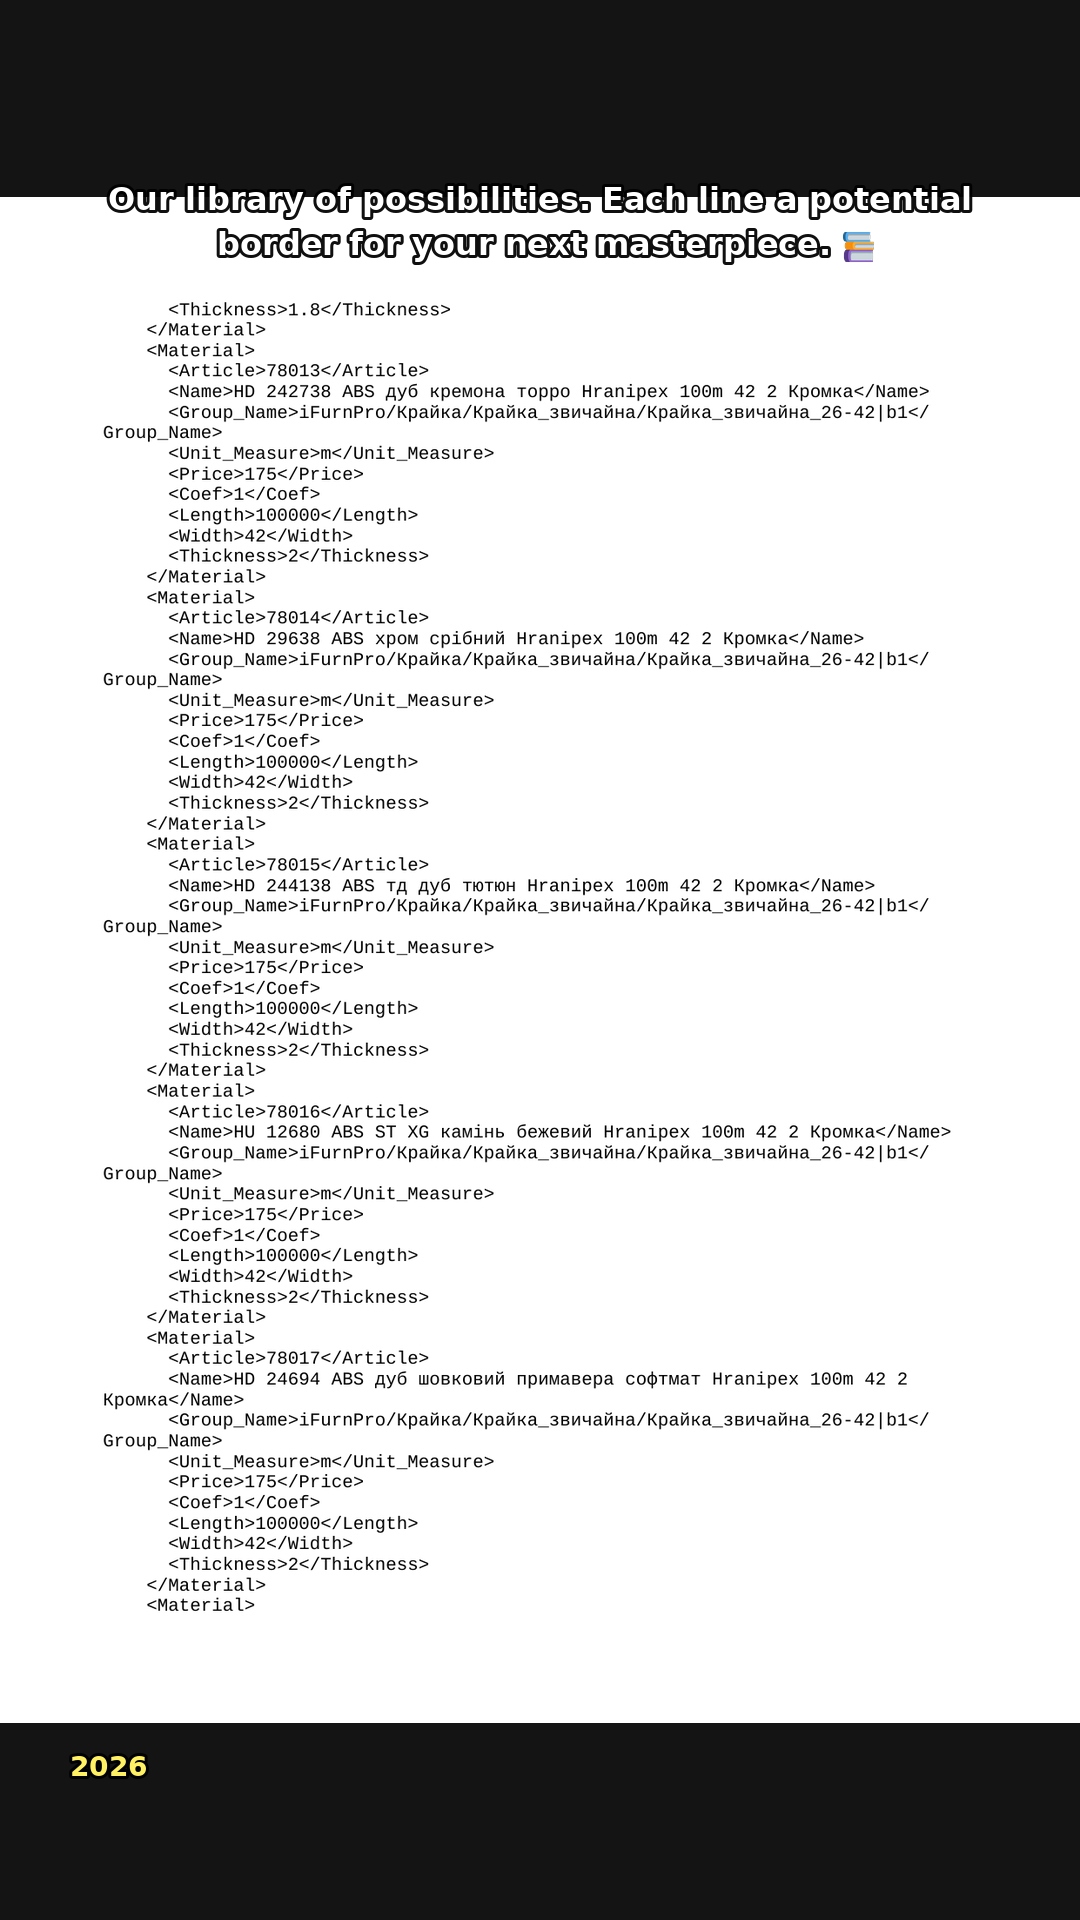 Our library of possibilities. Each line a potential
border for your next masterpiece. 📚
<Thickness>1.8</Thickness>
</Material>
<Material>
<Article>78013</Article>
<Name>HD 242738 ABS дуб кремона торро Hranipex 100m 42 2 Кромка</Name>
<Group_Name>iFurnPro/Крайка/Крайка_звичайна/Крайка_звичайна_26-42|b1</
Group_Name>
<Unit_Measure>m</Unit_Measure>
<Price>175</Price>
<Coef>1</Coef>
<Length>100000</Length>
<Width>42</Width>
<Thickness>2</Thickness>
</Material>
<Material>
<Article>78014</Article>
<Name>HD 29638 ABS хром срібний Hranipex 100m 42 2 Кромка</Name>
<Group_Name>iFurnPro/Крайка/Крайка_звичайна/Крайка_звичайна_26-42|b1</
Group_Name>
<Unit_Measure>m</Unit_Measure>
<Price>175</Price>
<Coef>1</Coef>
<Length>100000</Length>
<Width>42</Width>
<Thickness>2</Thickness>
</Material>
<Material>
<Article>78015</Article>
<Name>HD 244138 ABS тд дуб тютюн Hranipex 100m 42 2 Кромка</Name>
<Group_Name>iFurnPro/Крайка/Крайка_звичайна/Крайка_звичайна_26-42|b1</
Group_Name>
<Unit_Measure>m</Unit_Measure>
<Price>175</Price>
<Coef>1</Coef>
<Length>100000</Length>
<Width>42</Width>
<Thickness>2</Thickness>
</Material>
<Material>
<Article>78016</Article>
<Name>HU 12680 ABS ST XG камінь бежевий Hranipex 100m 42 2 Кромка</Name>
<Group_Name>iFurnPro/Крайка/Крайка_звичайна/Крайка_звичайна_26-42|b1</
Group_Name>
<Unit_Measure>m</Unit_Measure>
<Price>175</Price>
<Coef>1</Coef>
<Length>100000</Length>
<Width>42</Width>
<Thickness>2</Thickness>
</Material>
<Material>
<Article>78017</Article>
<Name>HD 24694 ABS дуб шовковий примавера софтмат Hranipex 100m 42 2
Кромка</Name>
<Group_Name>iFurnPro/Крайка/Крайка_звичайна/Крайка_звичайна_26-42|b1</
Group_Name>
<Unit_Measure>m</Unit_Measure>
<Price>175</Price>
<Coef>1</Coef>
<Length>100000</Length>
<Width>42</Width>
<Thickness>2</Thickness>
</Material>
<Material>
2026